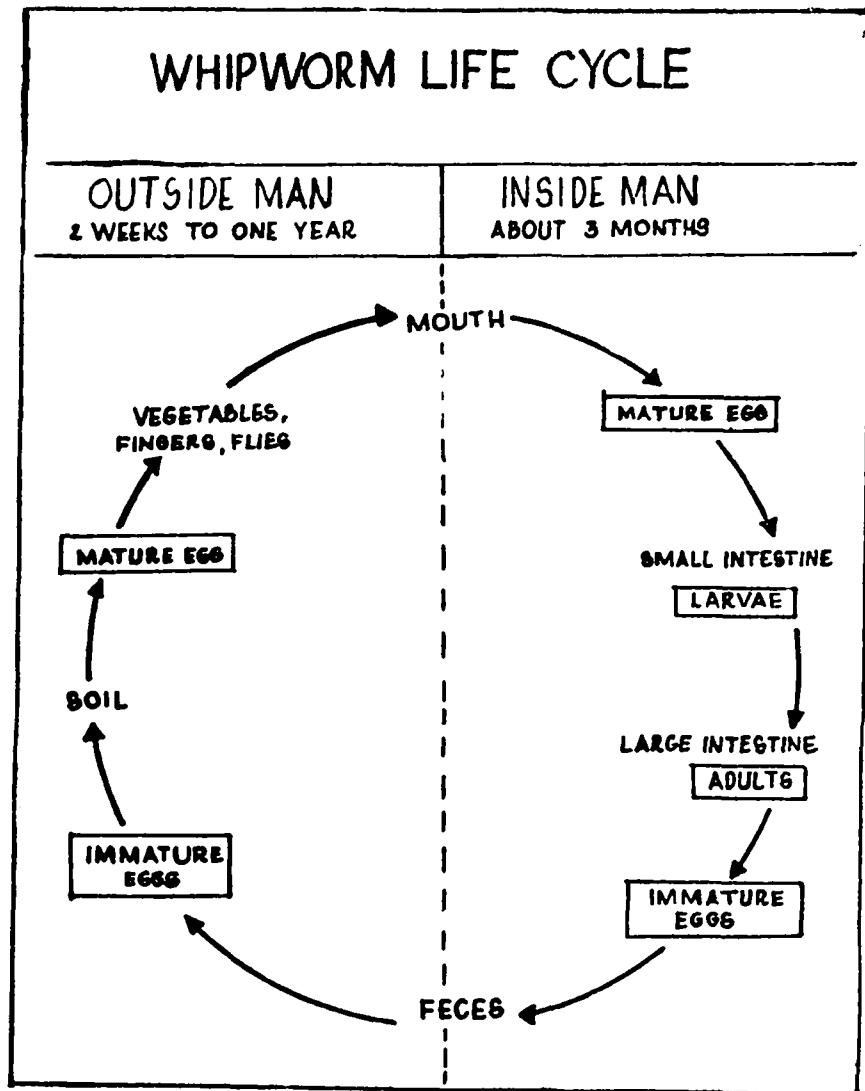 WHIPWORM LIFE CYCLE
OUTSIDE MAN
2 WEEKS TO ONE YEAR
INSIDE MAN
ABOUT 3 MONTHS
MOUTH
MATURE EGG
SMALL INTESTINE
LARVAE
LARGE INTESTINE
ADULTS
IMMATURE
EGGS
FECES
IMMATURE
EGGS
SOIL
MATURE EGG
VEGETABLES,
FINGERS, FLIES